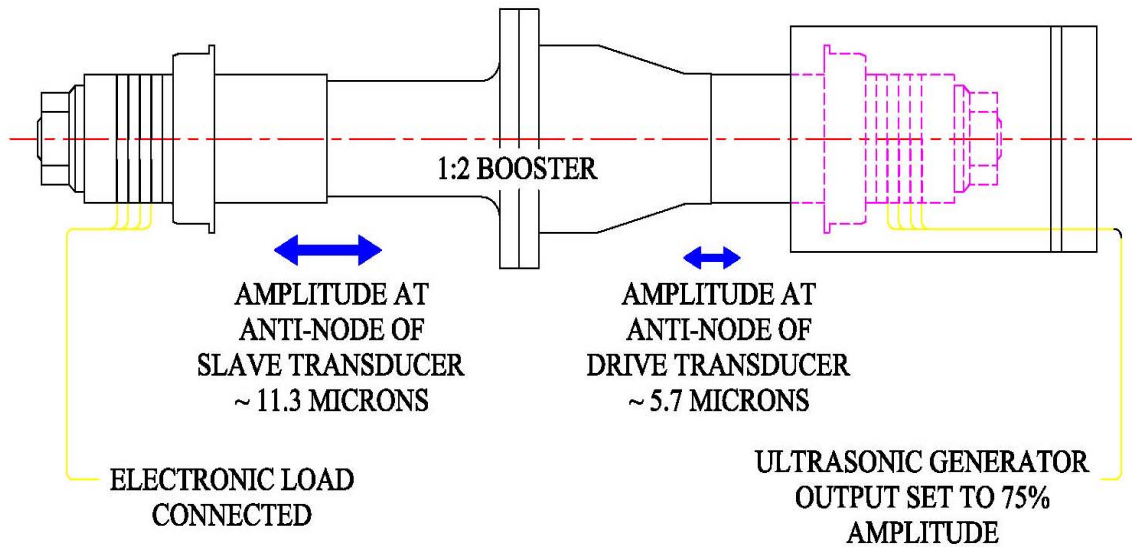 1:2 BOOSTER
AMPLITUDE AT
ANTI-NODE OF
SLAVE TRANSDUCER
~ 11.3 MICRONS
AMPLITUDE AT
ANTI-NODE OF
DRIVE TRANSDUCER
~ 5.7 MICRONS
ELECTRONIC LOAD
CONNECTED
ULTRASONIC GENERATOR
OUTPUT SET TO 75%
AMPLITUDE